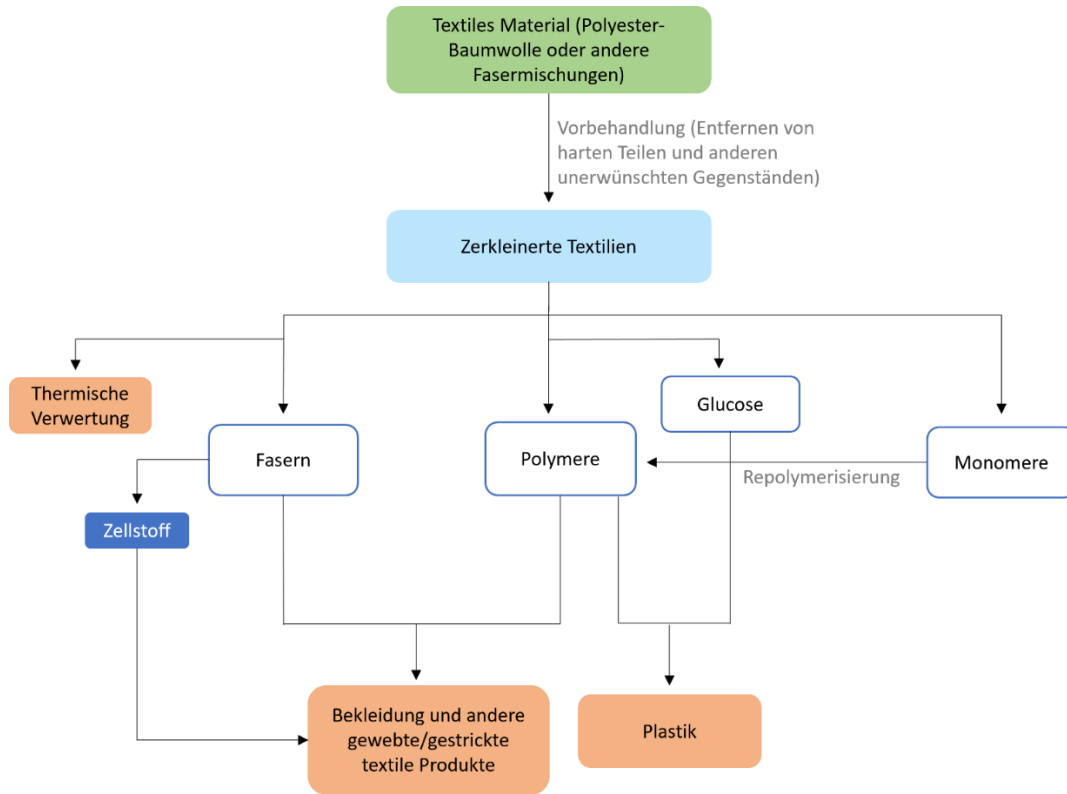 Textiles Material (Polyester-
Baumwolle oder andere
Fasermischungen)
Vorbehandlung (Entfernen von
harten Teilen und anderen
unerwünschten Gegenständen)
Zerkleinerte Textilien
Thermische
Verwertung
Glucose
Fasern
Polymere
Repolymerisierung
Monomere
Zellstoff
Bekleidung und andere
gewebte/gestrickte
textile Produkte
Plastik